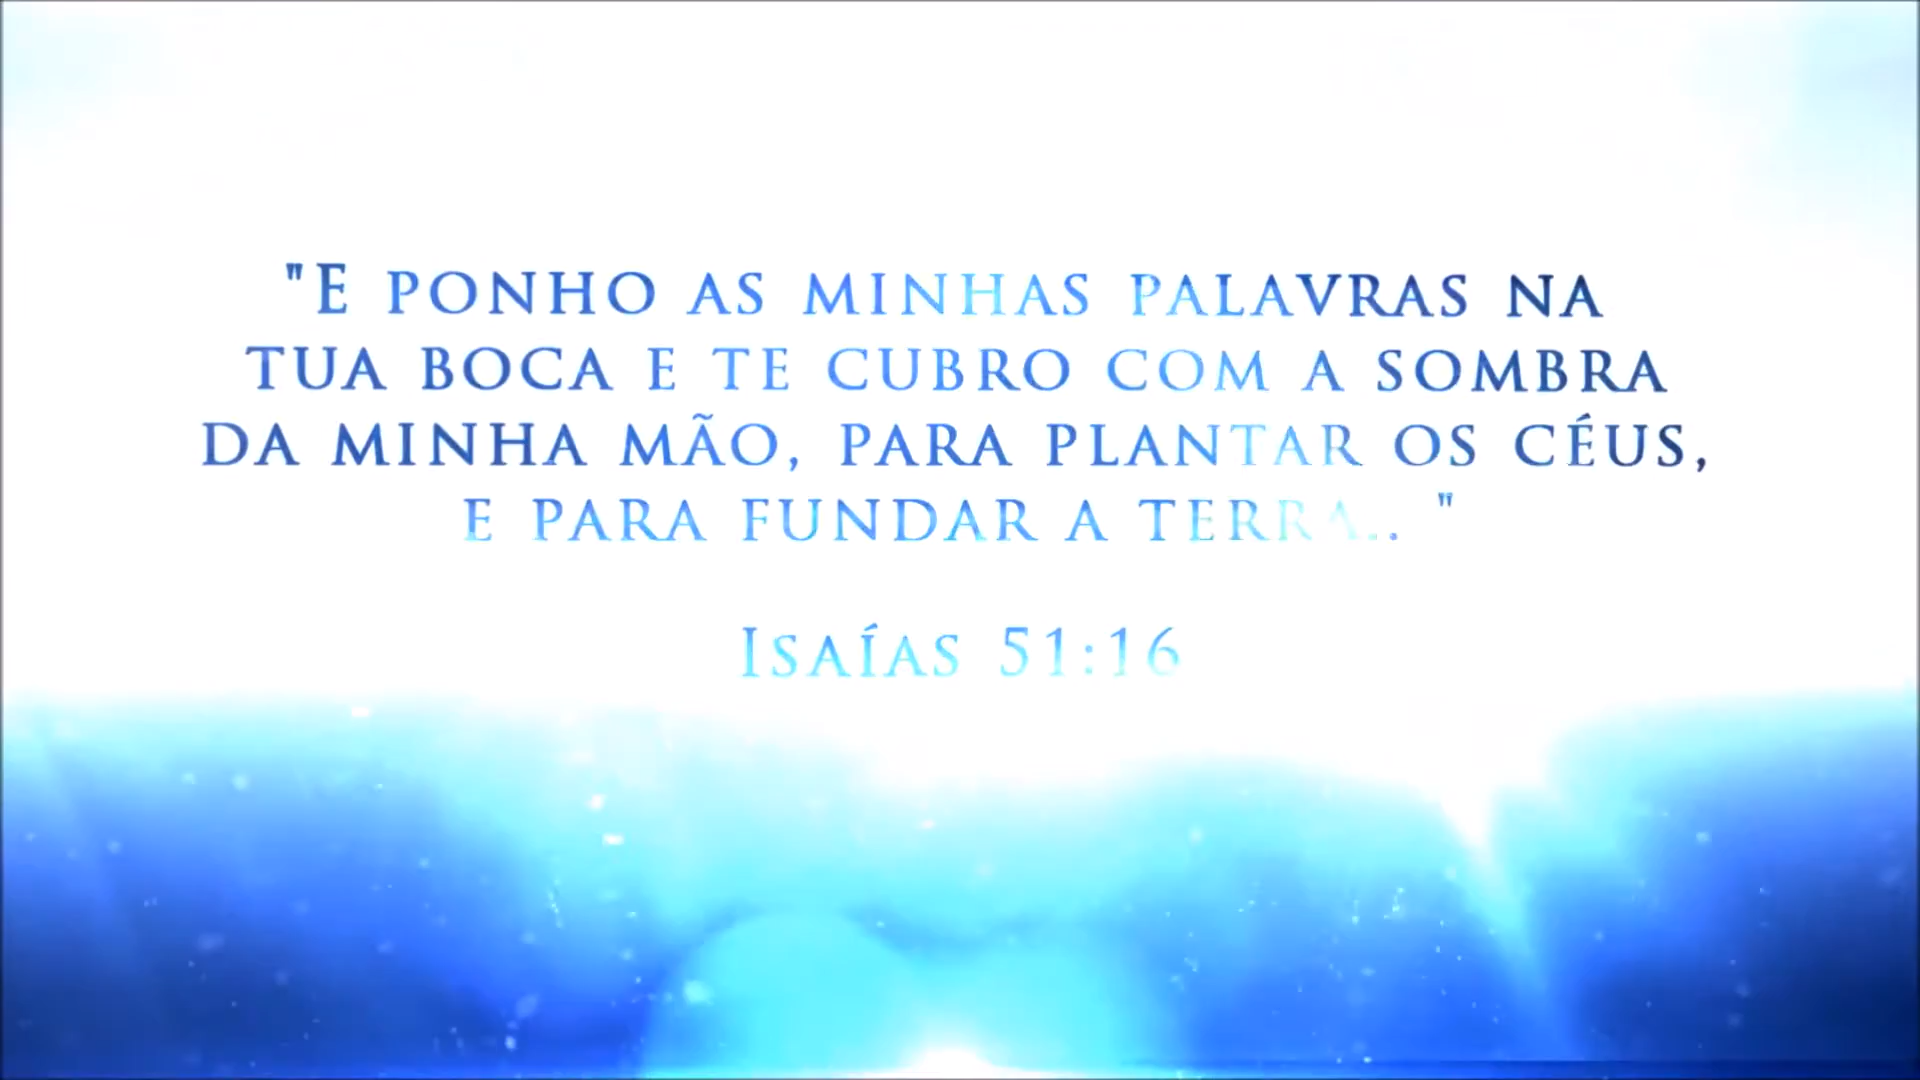 "E PONHO AS MINHAS PALAVRAS NA
TUA BOCA E TE CUBRO COM A SOMBRA
DA MINHA MÃO, PARA PLANTAR OS CÉUS,
E PARA FUNDAR A TERRA... "
ISAÍAS 51:16